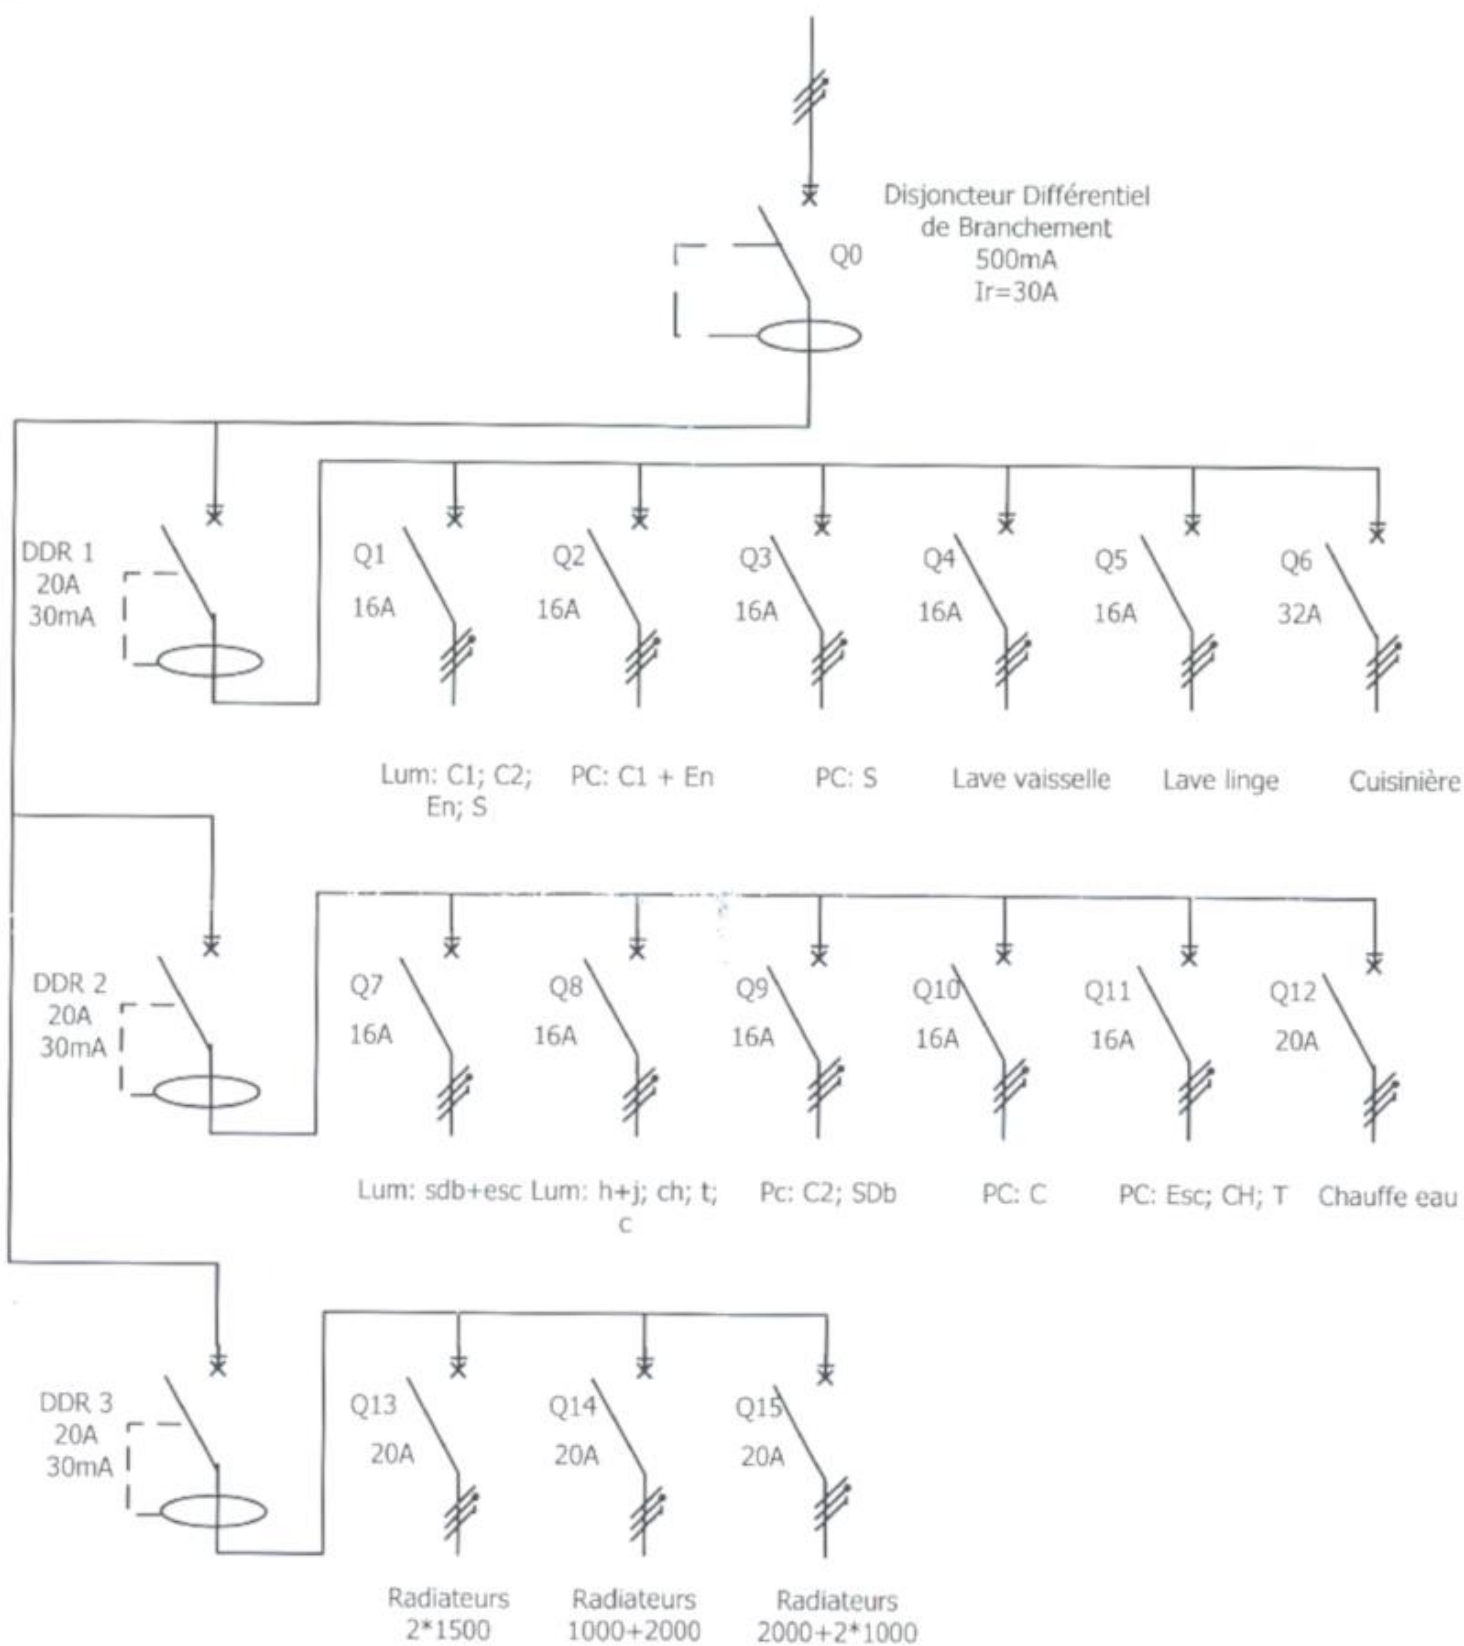 Disjoncteur Différentiel
de Branchement
500mA
Ir=30A
Q0
DDR 1
20A
30mA
Q1
16A
Q2
16A
Q3
16A
Q4
16A
Q5
16A
Q6
32A
Lum: C1; C2;
En; S
PC: C1 + En
PC: S
Lave vaisselle
Lave linge
Cuisinière
DDR 2
20A
30mA
Q7
16A
Q8
16A
Q9
16A
Q10
16A
Q11
16A
Q12
20A
Lum: sdb+esc
Lum: h+j; ch; t;
c
Pc: C2; SDb
PC: C
PC: Esc; CH; T
Chauffe eau
DDR 3
20A
30mA
Q13
20A
Q14
20A
Q15
20A
Radiateurs
2*1500
Radiateurs
1000+2000
Radiateurs
2000+2*1000